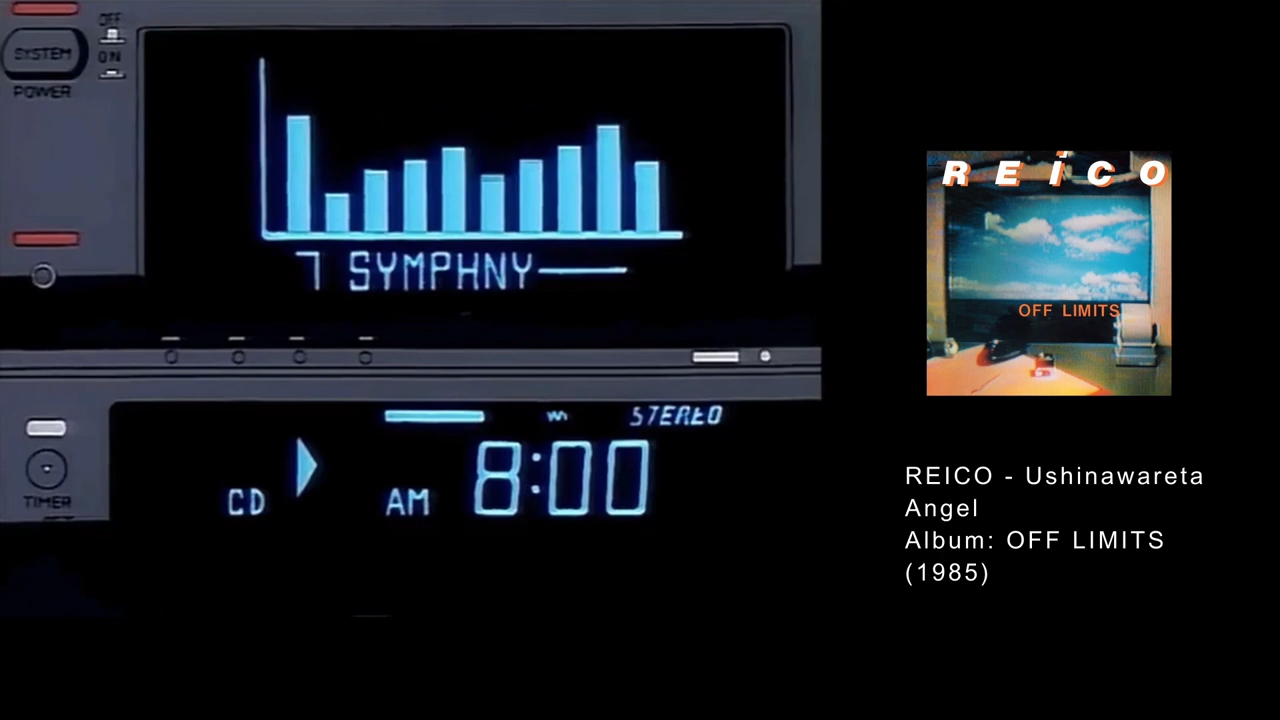 OFF
SYSTEM
ON
POWER
7 SYMPHNY
STEREO
CD
AM 8:00
TIMER
REiCO
OFF LIMITS
REICO - Ushinawareta
Angel
Album: OFF LIMITS
(1985)